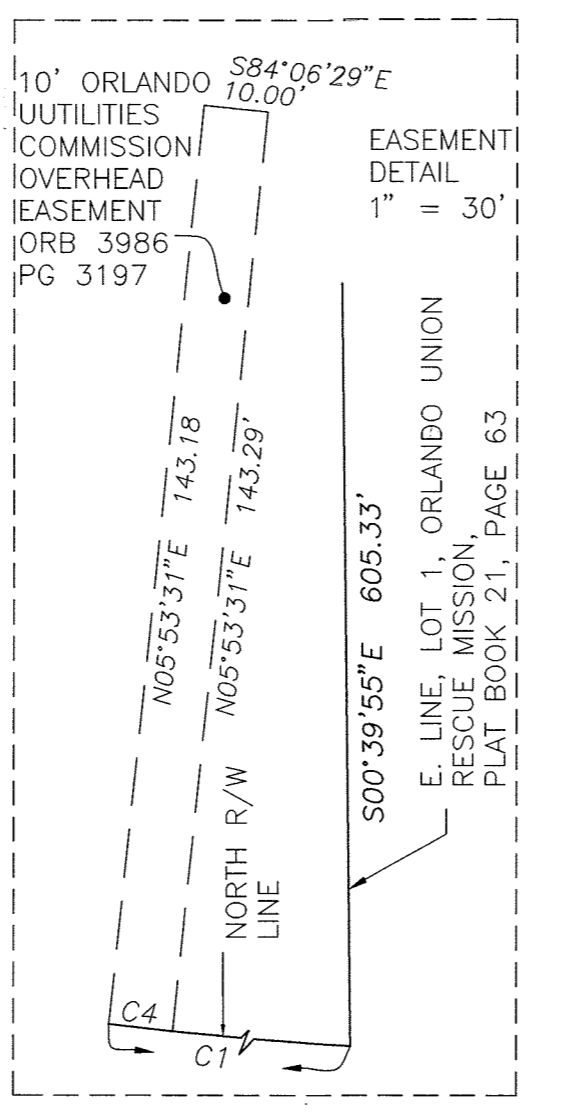 10' ORLANDO
UUTILITIES
COMMISSION
OVERHEAD
EASEMENT
ORB 3986
PG 3197
S84°06'29"E
10.00'
EASEMENT
DETAIL
1" = 30'
N05°53'31"E 143.18
N05°53'31"E 143.29'
S00°39'55"E 605.33'
E. LINE, LOT 1, ORLANDO UNION
RESCUE MISSION,
PLAT BOOK 21, PAGE 63
NORTH R/W
LINE
C4
C1